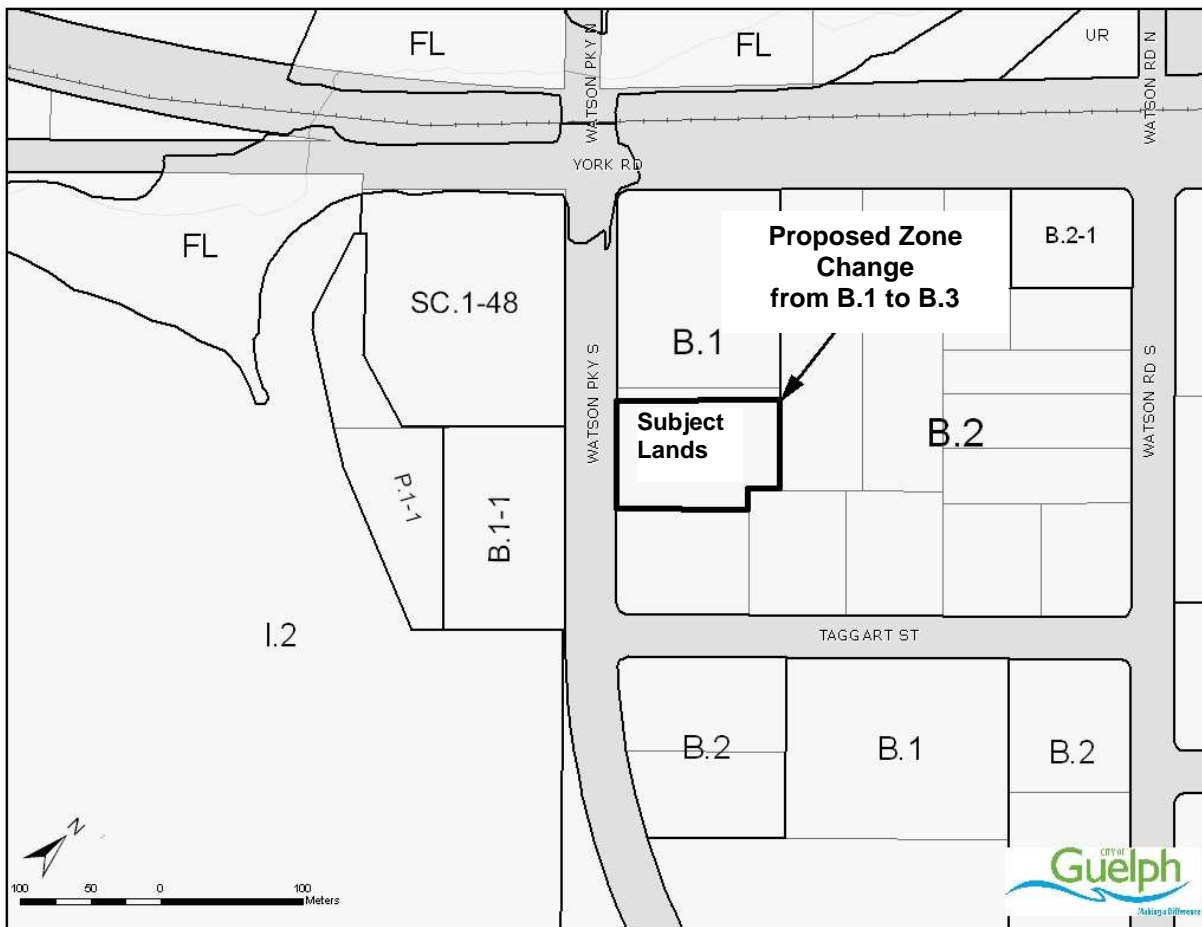 FL
WATSON PKY N
FL
UR
WATSON RD N
YORK RD
FL
SC.1-48
Proposed Zone
Change
from B.1 to B.3
B.2-1
B.1
WATSON PKY S
WATSON RD S
Subject
Lands
B.2
P.1-1
B.1-1
I.2
TAGGART ST
B.2
B.1
B.2
N
100 50 0 100
Meters
CITY OF
Guelph
Making a Difference